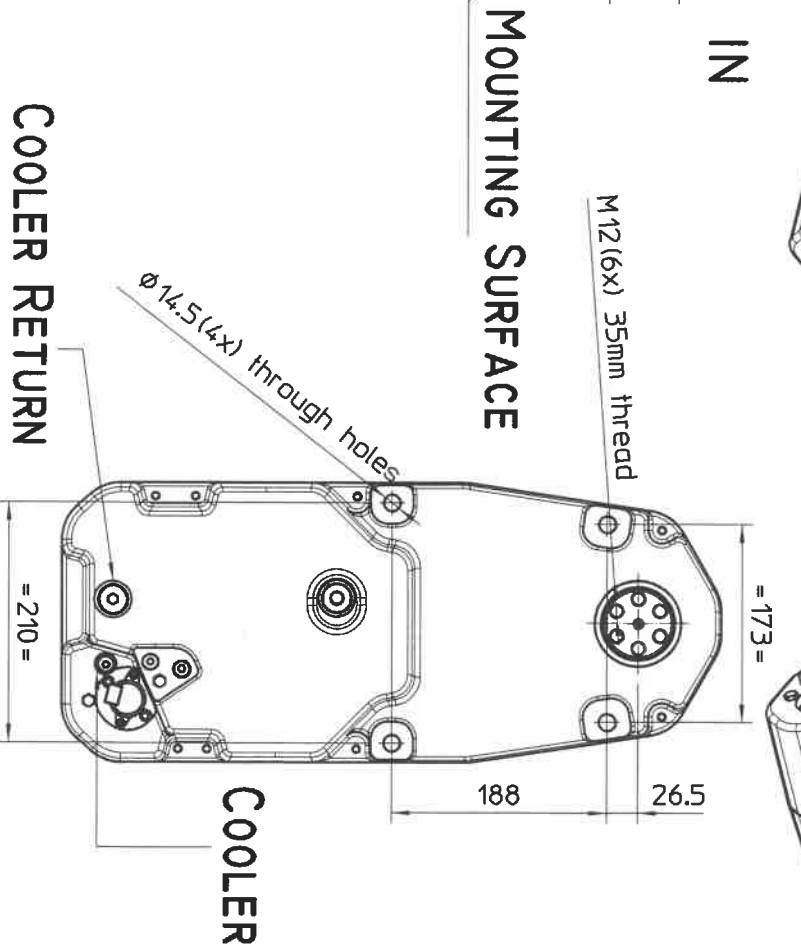 IN
MOUNTING SURFACE
M12(6x) 35mm thread
Ø14.5(4x) through holes
COOLER RETURN
=173=
=210=
188
26.5
COOLER